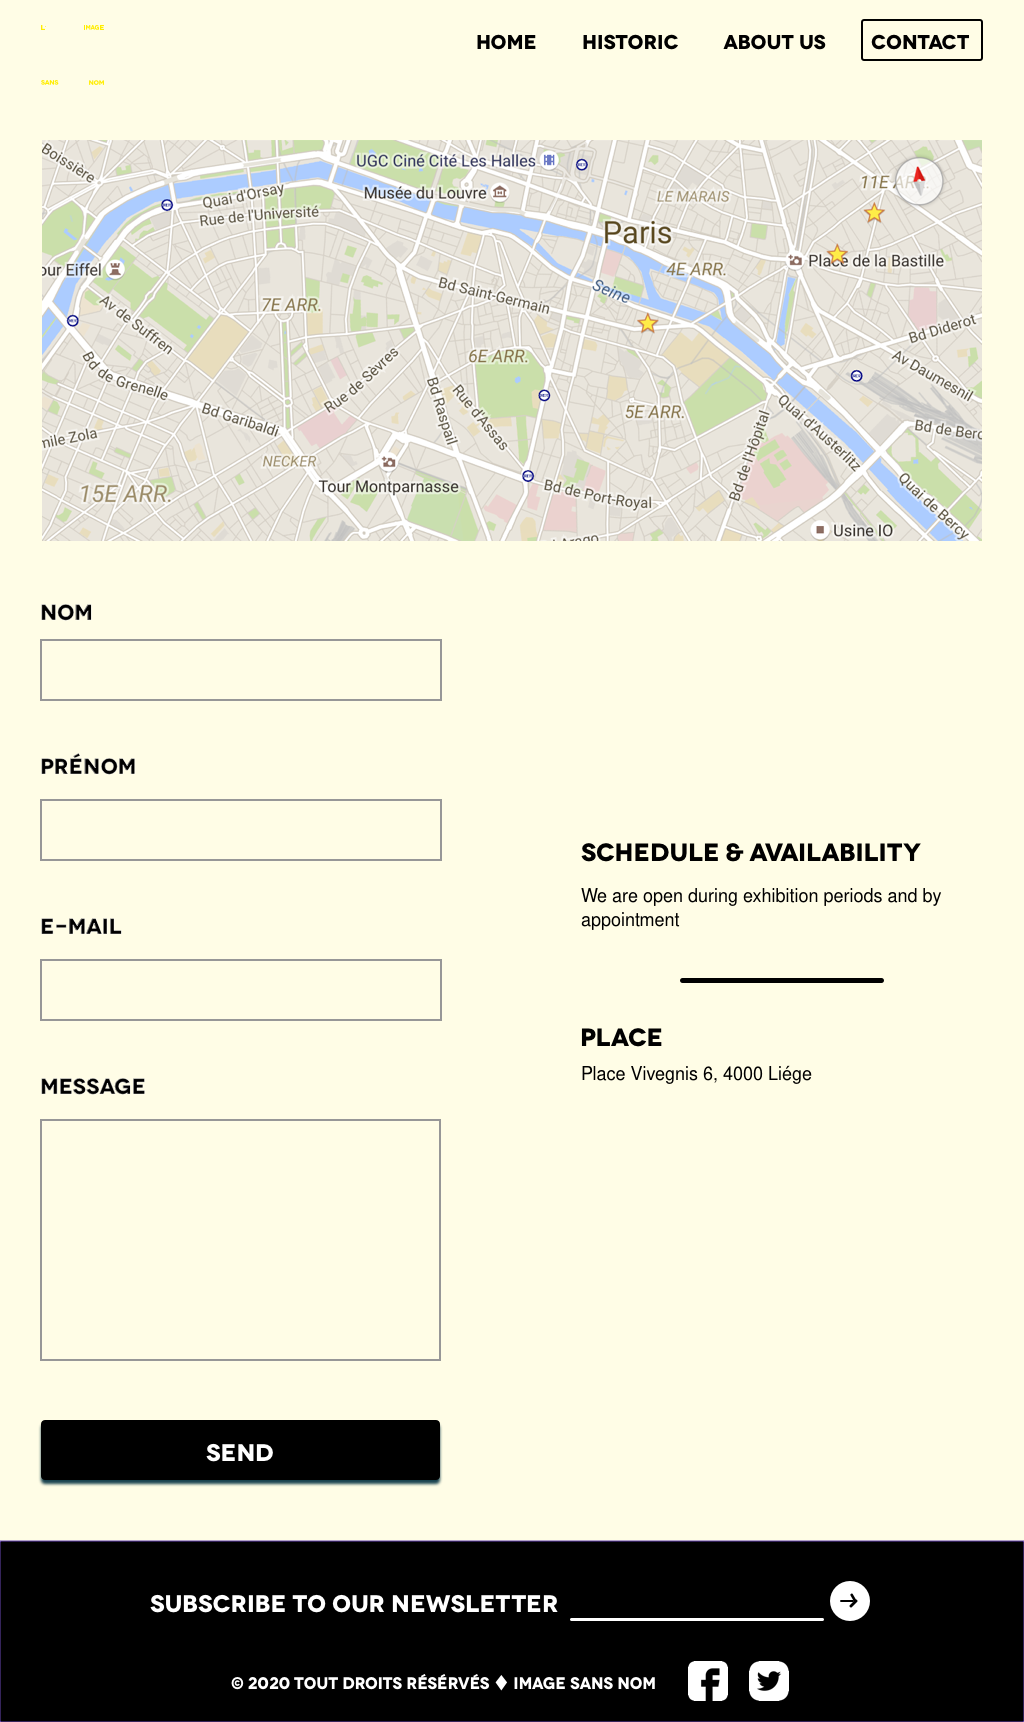 L IMAGE
SANS NOM
HOME HISTORIC ABOUT US CONTACT
Boissière
UGC Ciné Cité Les Halles
Quai d'Orsay
Musée du Louvre
LE MARAIS
11E AR
Rue de l'Université
Paris
our Eiffel
4E ARR.
Place de la Bastille
Av de Suffren
7E ARR.
Bd Saint-Germain
Seine
Bd Diderot
6E ARR.
Av Daumesnil
Bd de Grenelle
Rue de Sèvres
Bd Raspail
Rue d'Assas
5E ARR.
Bd Garibaldi
Quai d'Austerlitz
Bd de l'Hôpital
Bd de Berc
nile Zola
NECKER
15E ARR.
Tour Montparnasse
Bd de Port-Royal
Quai de Bercy
Usine IO
Arago
NOM
PRÉNOM
E-MAIL
MESSAGE
SEND
SCHEDULE & AVAILABILITY
We are open during exhibition periods and by
appointment
PLACE
Place Vivegnis 6, 4000 Liége
SUBSCRIBE TO OUR NEWSLETTER
© 2020 TOUT DROITS RÉSÉRVÉS ♦ IMAGE SANS NOM